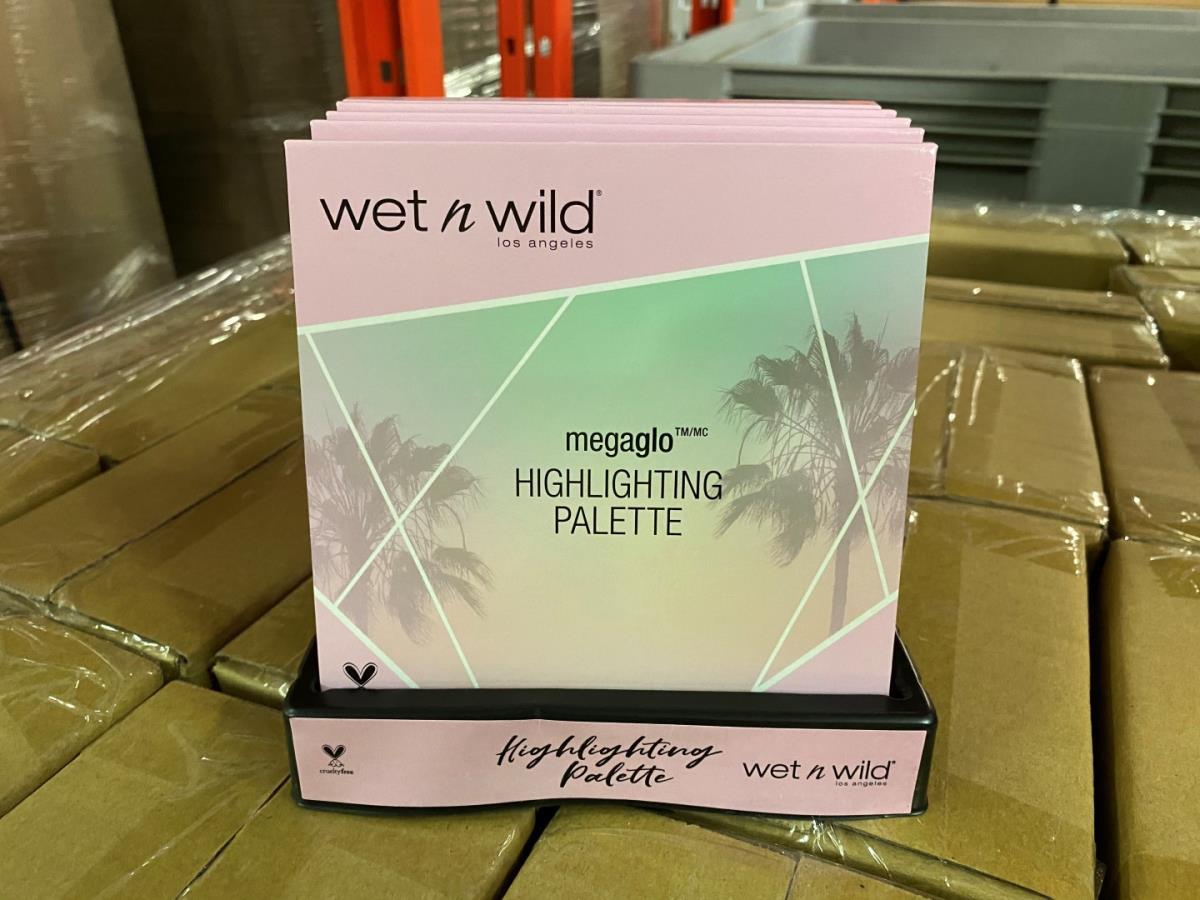 wet n wild®
los angeles
megaglo™/MC
HIGHLIGHTING
PALETTE
crueltyfree
Highlighting
Palette
wet n wild®
los angeles